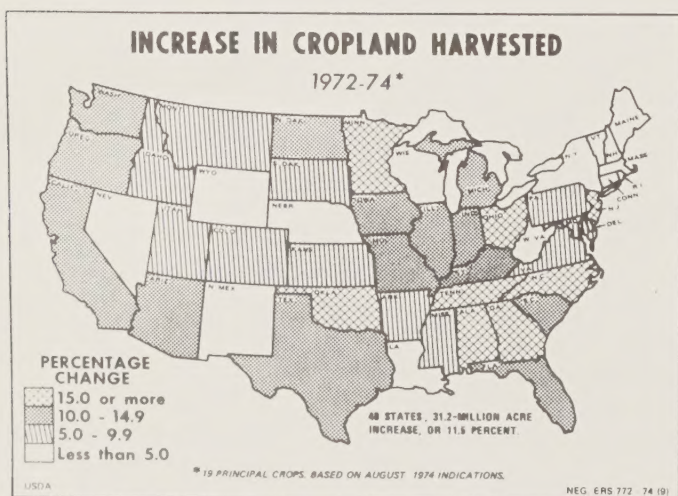 INCREASE IN CROPLAND HARVESTED
1972-74*
WASH.
OREG.
CALIF.
NEV.
IDAHO
MONT.
WYO.
UTAH
COLO.
ARIZ.
N. MEX.
N. DAK.
S. DAK.
NEBR.
KANS.
OKLA.
TEX.
MINN.
IOWA
MO.
ARK.
LA.
WIS.
ILL.
MICH.
IND.
OHIO
KY.
TENN.
MISS.
ALA.
GA.
FLA.
S.C.
N.C.
VA.
W. VA.
PA.
N.Y.
VT.
N.H.
MAINE
MASS.
R.I.
CONN.
N.J.
DEL.
PERCENTAGE
CHANGE
15.0 or more
10.0 - 14.9
5.0 - 9.9
Less than 5.0
48 STATES, 31.2-MILLION ACRE
INCREASE, OR 11.5 PERCENT.
* 19 PRINCIPAL CROPS. BASED ON AUGUST 1974 INDICATIONS.
USDA
NEG. ERS 772 - 74 (9)